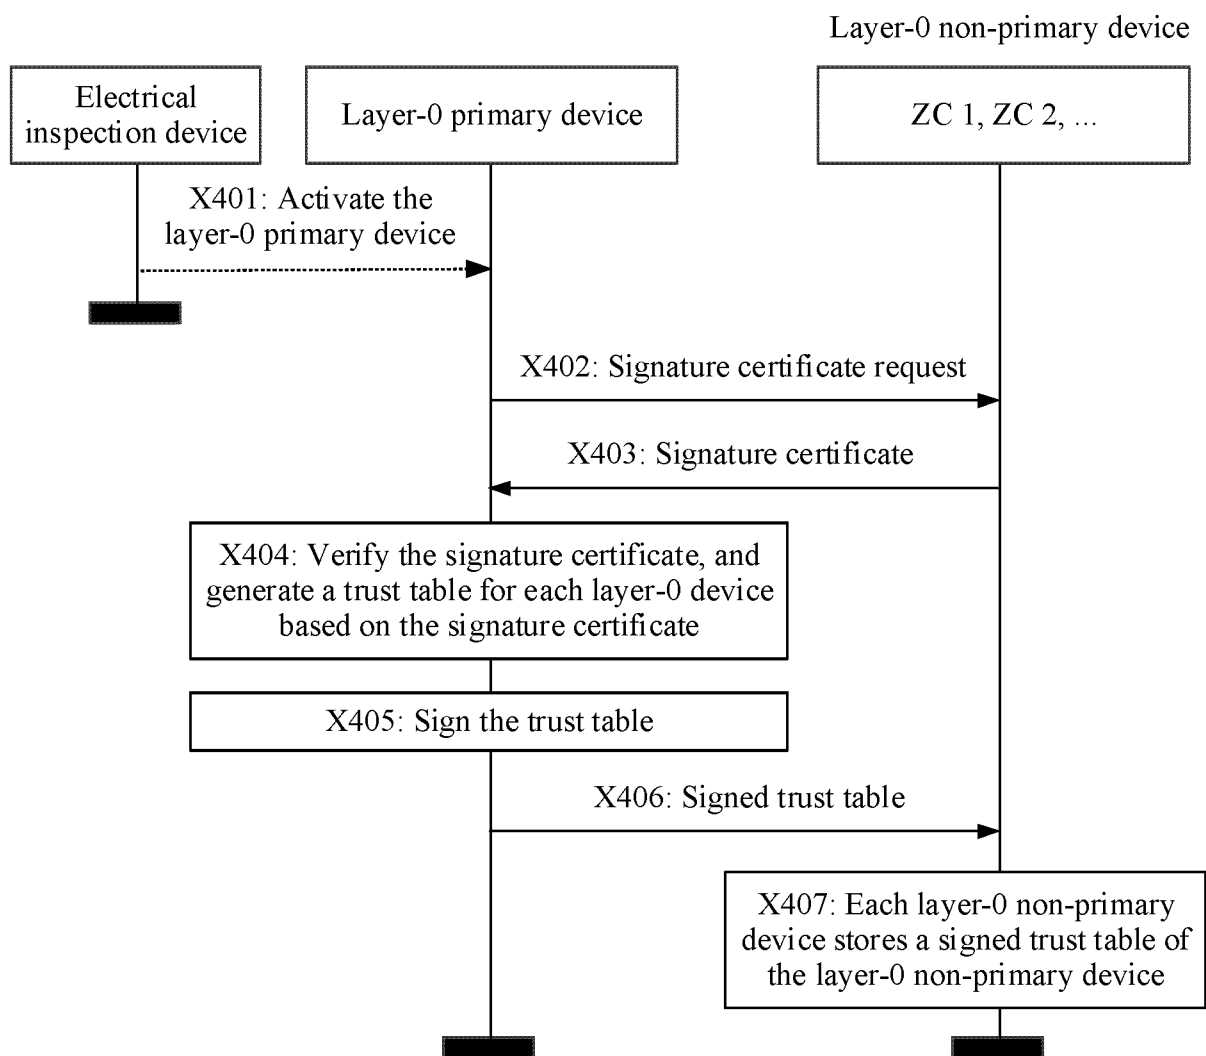 Layer-0 non-primary device
Electrical
inspection device
Layer-0 primary device
ZC 1, ZC 2, ...
X401: Activate the
layer-0 primary device
X402: Signature certificate request
X403: Signature certificate
X404: Verify the signature certificate, and
generate a trust table for each layer-0 device
based on the signature certificate
X405: Sign the trust table
X406: Signed trust table
X407: Each layer-0 non-primary
device stores a signed trust table of
the layer-0 non-primary device